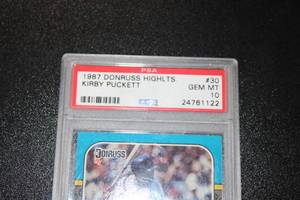 PSA
1987 DONRUSS HIGHLTS #30
KIRBY PUCKETT GEM MT
10
24761122
DONRUSS